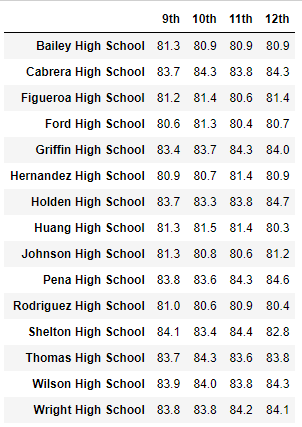 9th 10th 11th 12th
Bailey High School 81.3 80.9 80.9 80.9
Cabrera High School 83.7 84.3 83.8 84.3
Figueroa High School 81.2 81.4 80.6 81.4
Ford High School 80.6 81.3 80.4 80.7
Griffin High School 83.4 83.7 84.3 84.0
Hernandez High School 80.9 80.7 81.4 80.9
Holden High School 83.7 83.3 83.8 84.7
Huang High School 81.3 81.5 81.4 80.3
Johnson High School 81.3 80.8 80.6 81.2
Pena High School 83.8 83.6 84.3 84.6
Rodriguez High School 81.0 80.6 80.9 80.4
Shelton High School 84.1 83.4 84.4 82.8
Thomas High School 83.7 84.3 83.6 83.8
Wilson High School 83.9 84.0 83.8 84.3
Wright High School 83.8 83.8 84.2 84.1